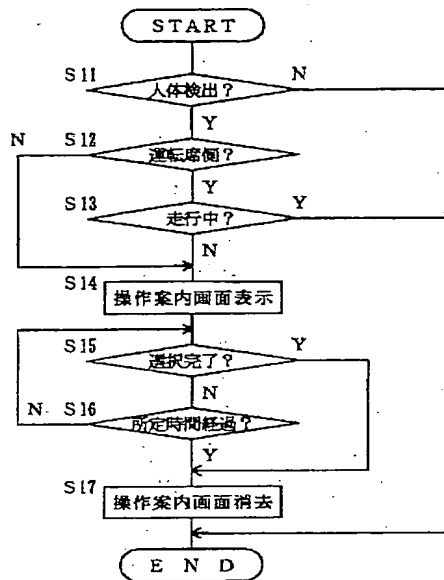 START
S11
人体検出？
N
Y
N
S12
運転席側？
Y
S13
走行中？
Y
N
S14
操作案内画面表示
S15
選択完了？
Y
N
N
S16
所定時間経過？
Y
S17
操作案内画面消去
END